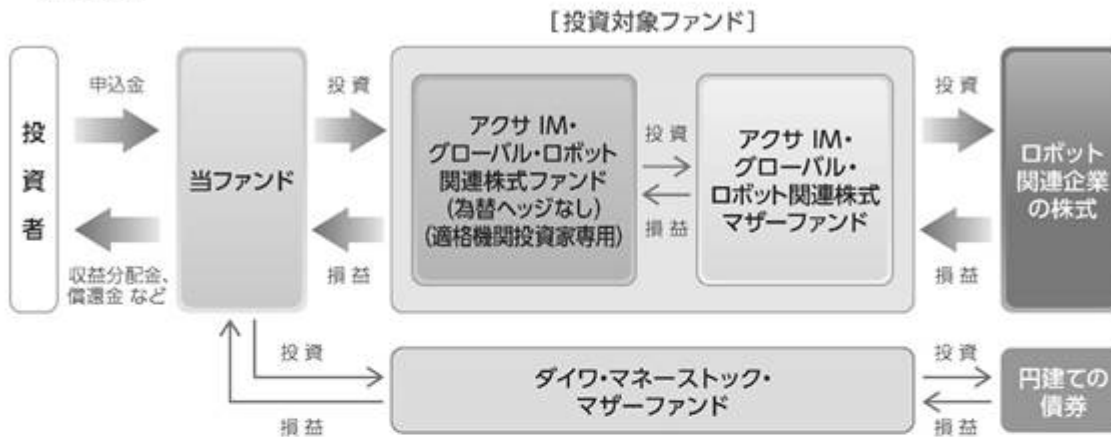 [投資対象ファンド]
投資者
申込金
収益分配金、
償還金 など
当ファンド
投資
損益
アクサ IM・
グローバル・ロボット
関連株式ファンド
(為替ヘッジなし)
(適格機関投資家専用)
投資
損益
アクサ IM・
グローバル・
ロボット関連株式
マザーファンド
投資
損益
ロボット
関連企業
の株式
投資
損益
ダイワ・マネーストック・
マザーファンド
投資
損益
円建ての
債券